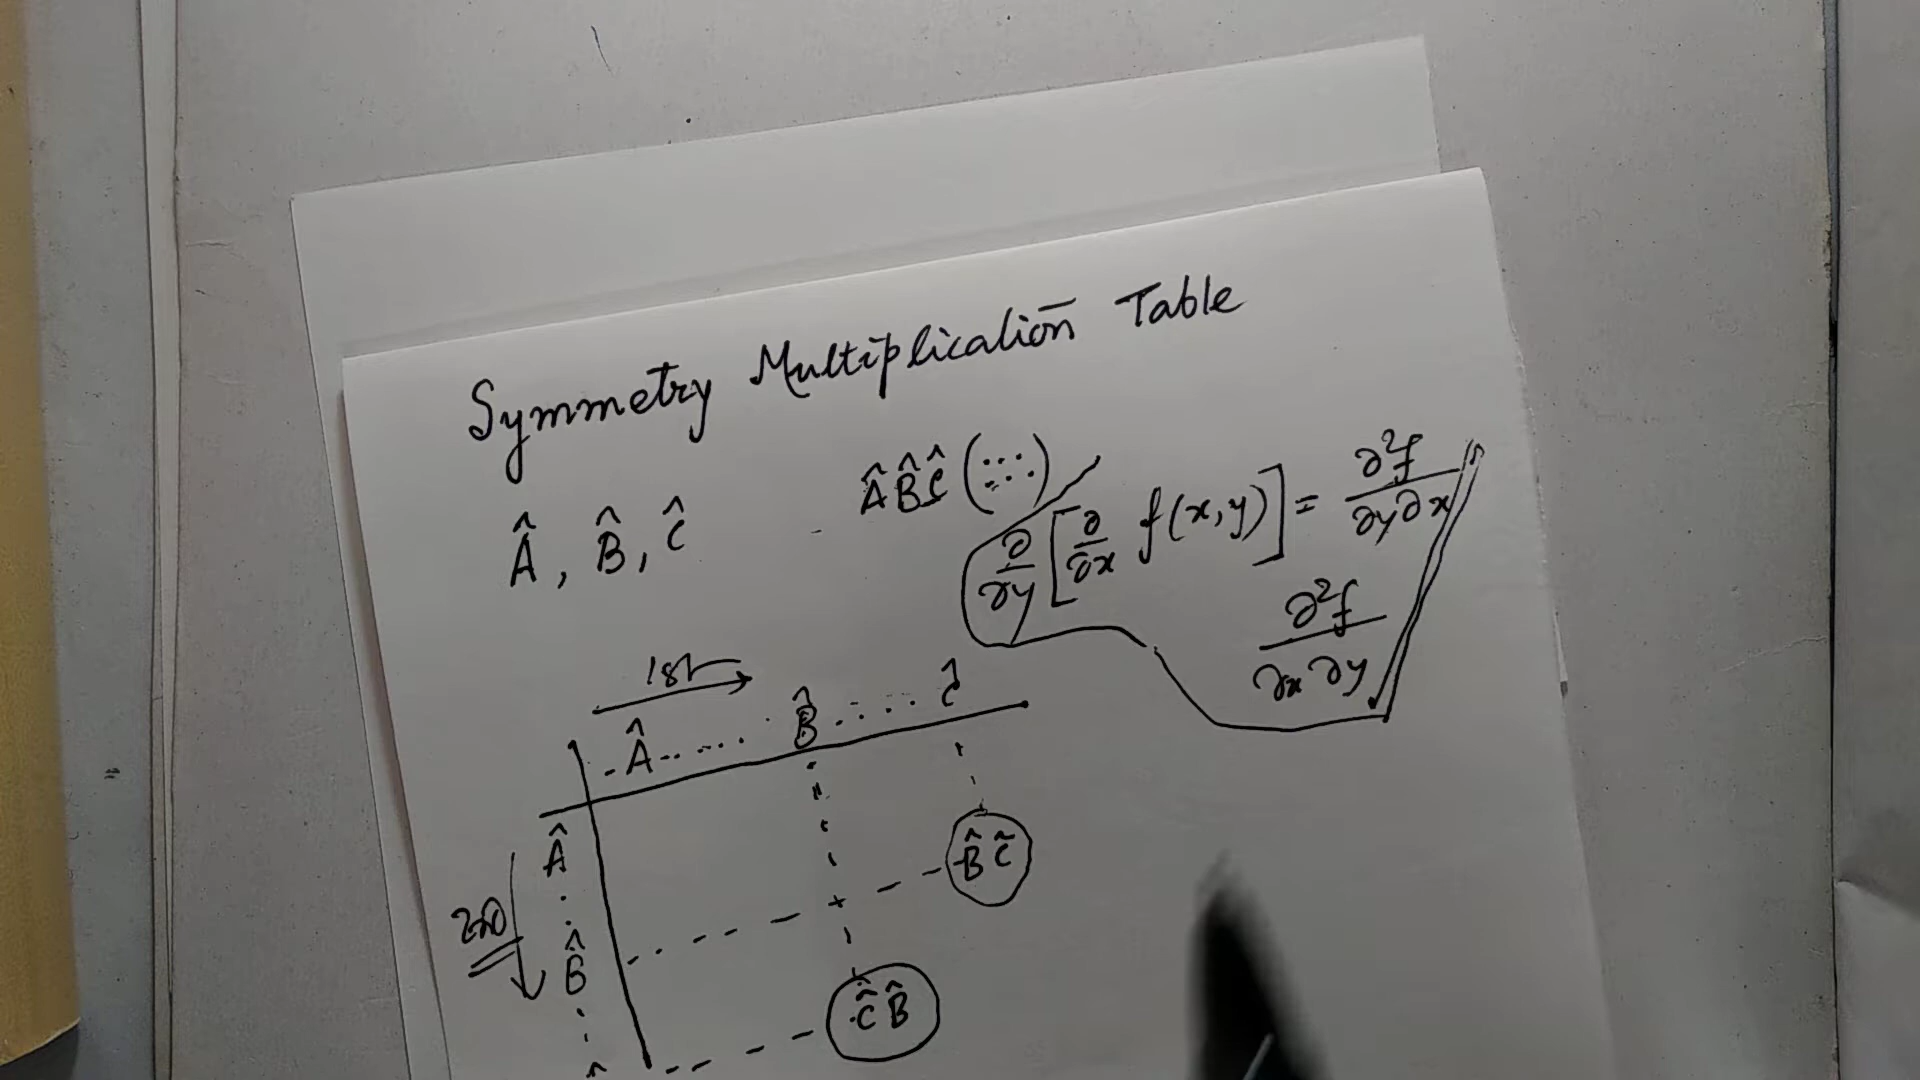 Symmetry Multiplication Table
Â, B̂, Ĉ
ÂB̂Ĉ(:::)
∂/∂y [∂/∂x f(x,y)] = ∂²f/∂y∂x
∂²f/∂x∂y
1st
Â..... B̂..... Ĉ
Â
B̂C̃
2nd
B̂
ĈB̂